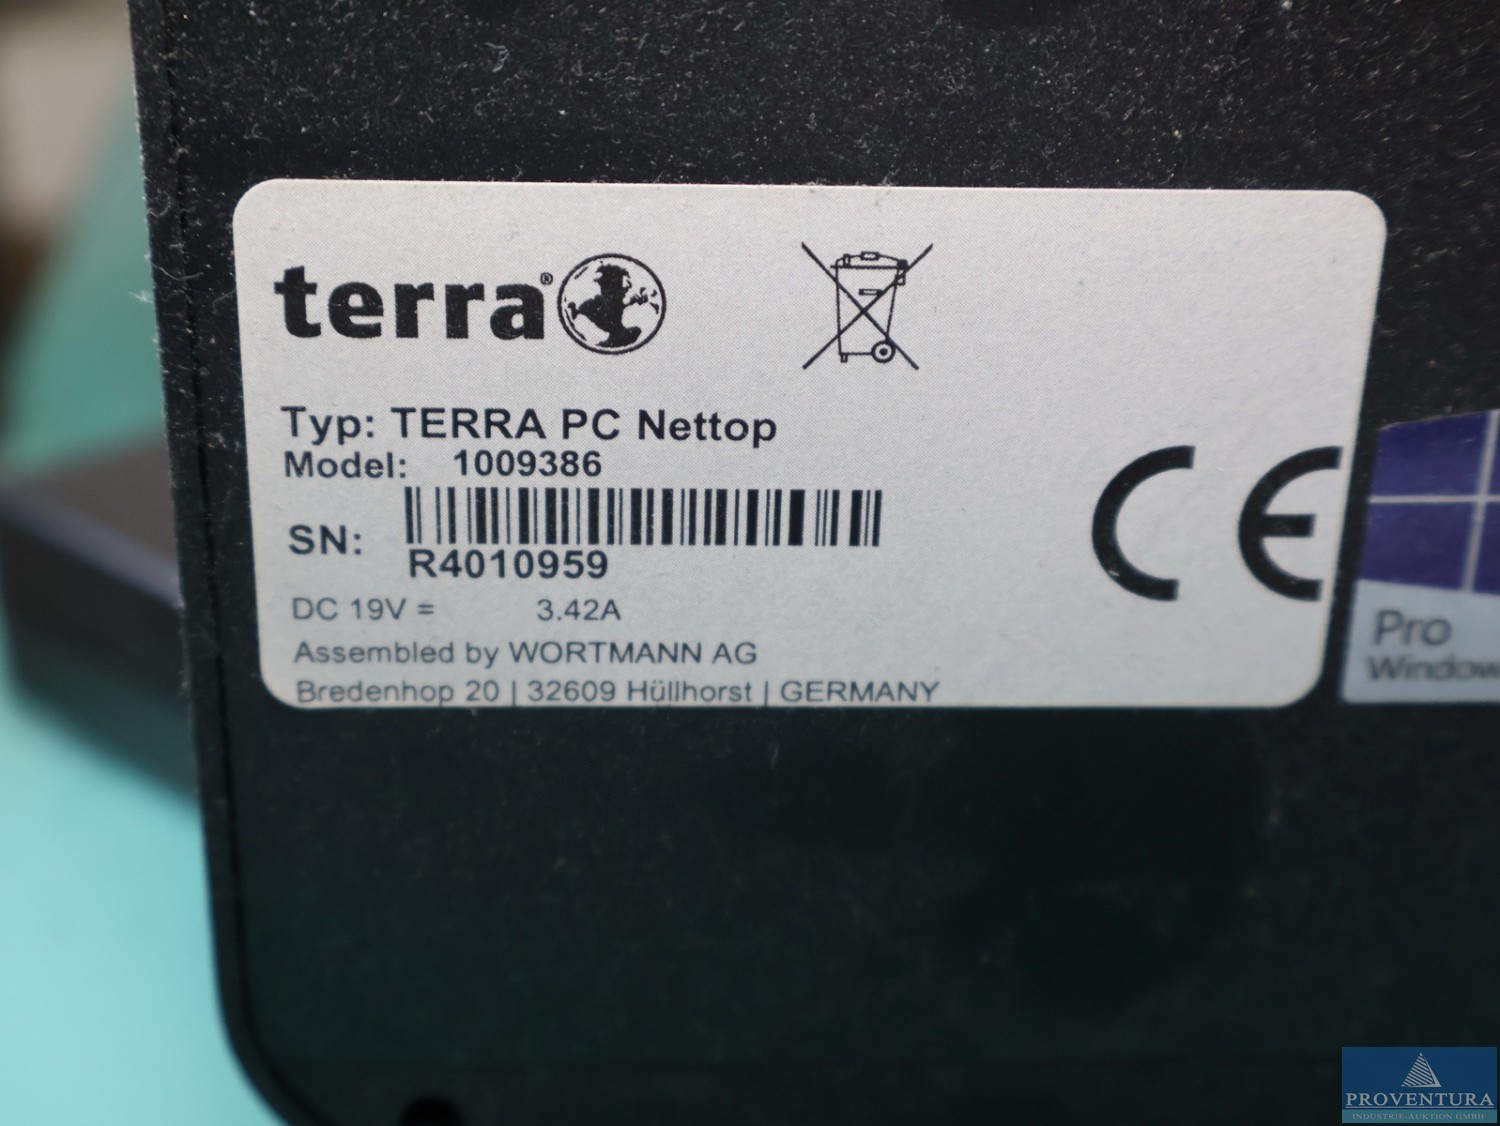 terra®
Typ: TERRA PC Nettop
Model: 1009386
SN:
R4010959
DC 19V = 3.42A
Assembled by WORTMANN AG
Bredenhop 20 | 32609 Hüllhorst | GERMANY
CE
Pro
Window
PROVENTURA
INDUSTRIE-AUKTION GMBH